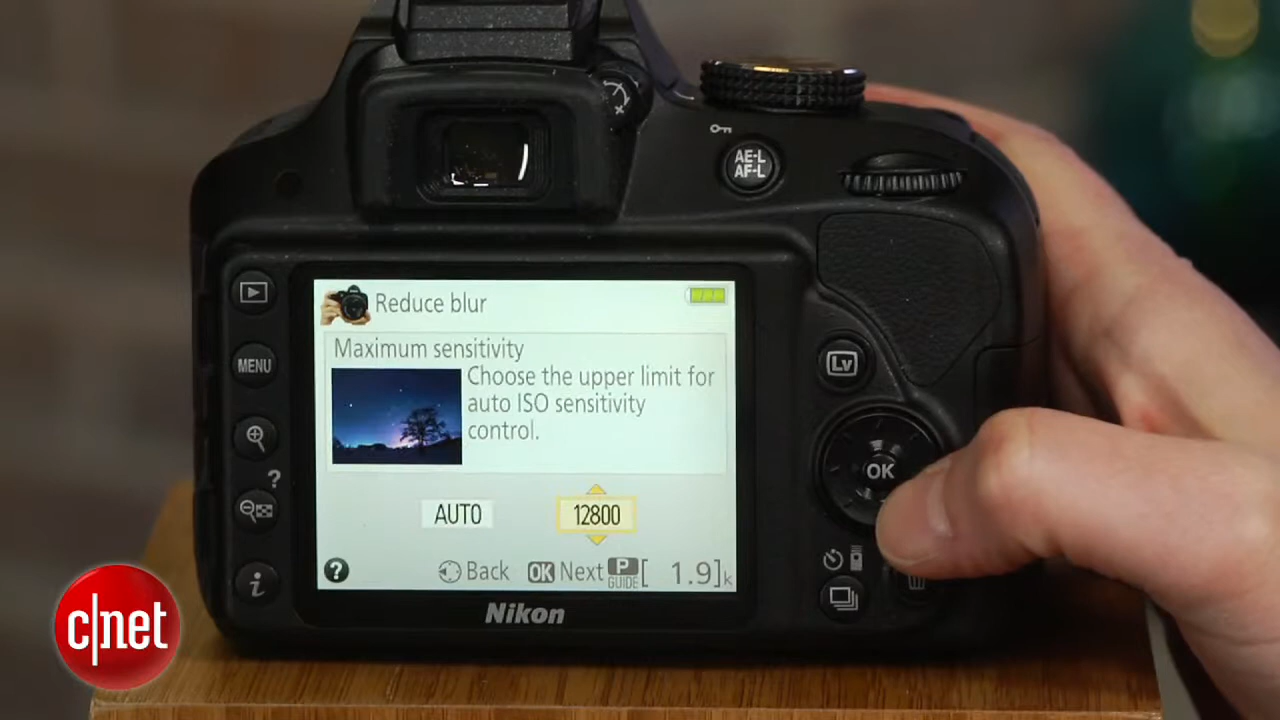 AE-L
AF-L
Reduce blur
Maximum sensitivity
Choose the upper limit for
auto ISO sensitivity
control.
MENU
Lv
OK
?
i
AUTO
12800
? Back OK Next P GUIDE [ 1.9]k
Nikon
c|net